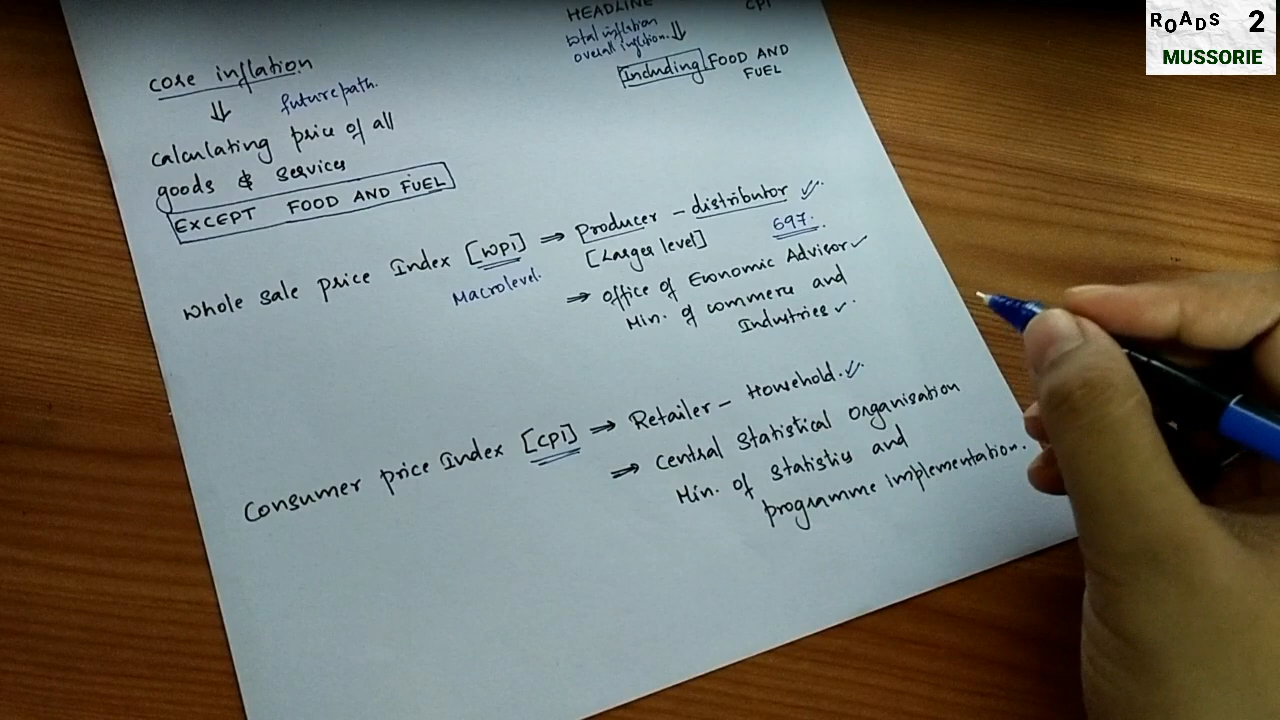 ROADS 2
MUSSORIE
HEADLINE
CPI
total inflation
overall inflation.
Including FOOD AND
FUEL
core inflation
future path.
calculating price of all
goods & services
EXCEPT FOOD AND FUEL
Whole sale price Index [WPI] ⇒ Producer - distributor ✓
Macrolevel.
[Larger level]
697.
⇒ Office of Economic Advisor ✓
Min. of commerce and
Industries ✓
Consumer price Index [CPI] ⇒ Retailer - Household. ✓
⇒ Central Statistical Organisation
Min. of Statistics and
programme Implementation.